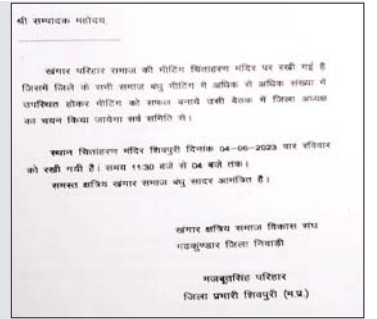 श्री सम्पादक महोदय,
खंगार परिहार समाज की मीटिंग चिंताहरण मंदिर पर रखी गई है
जिसमें जिले के सभी समाज बंधु मीटिंग में अधिक से अधिक संख्या में
उपस्थित होकर मीटिंग को सफल बनाये उसी बैठक में जिला अध्यक्ष
का चयन किया जायेगा सर्व समिति से।
स्थान चिंताहरण मंदिर शिवपुरी दिनांक 04-06-2023 वार रविवार
को रखी गयी है। समय 11:30 बजे से 04 बजे तक।
समस्त क्षत्रिय खंगार समाज बंधु सादर आमंत्रित है।
खंगार क्षत्रिय समाज विकास संघ
गढ़कुण्डार जिला निवाडी
मजबूतसिंह परिहार
जिला प्रभारी शिवपुरी (म.प्र.)